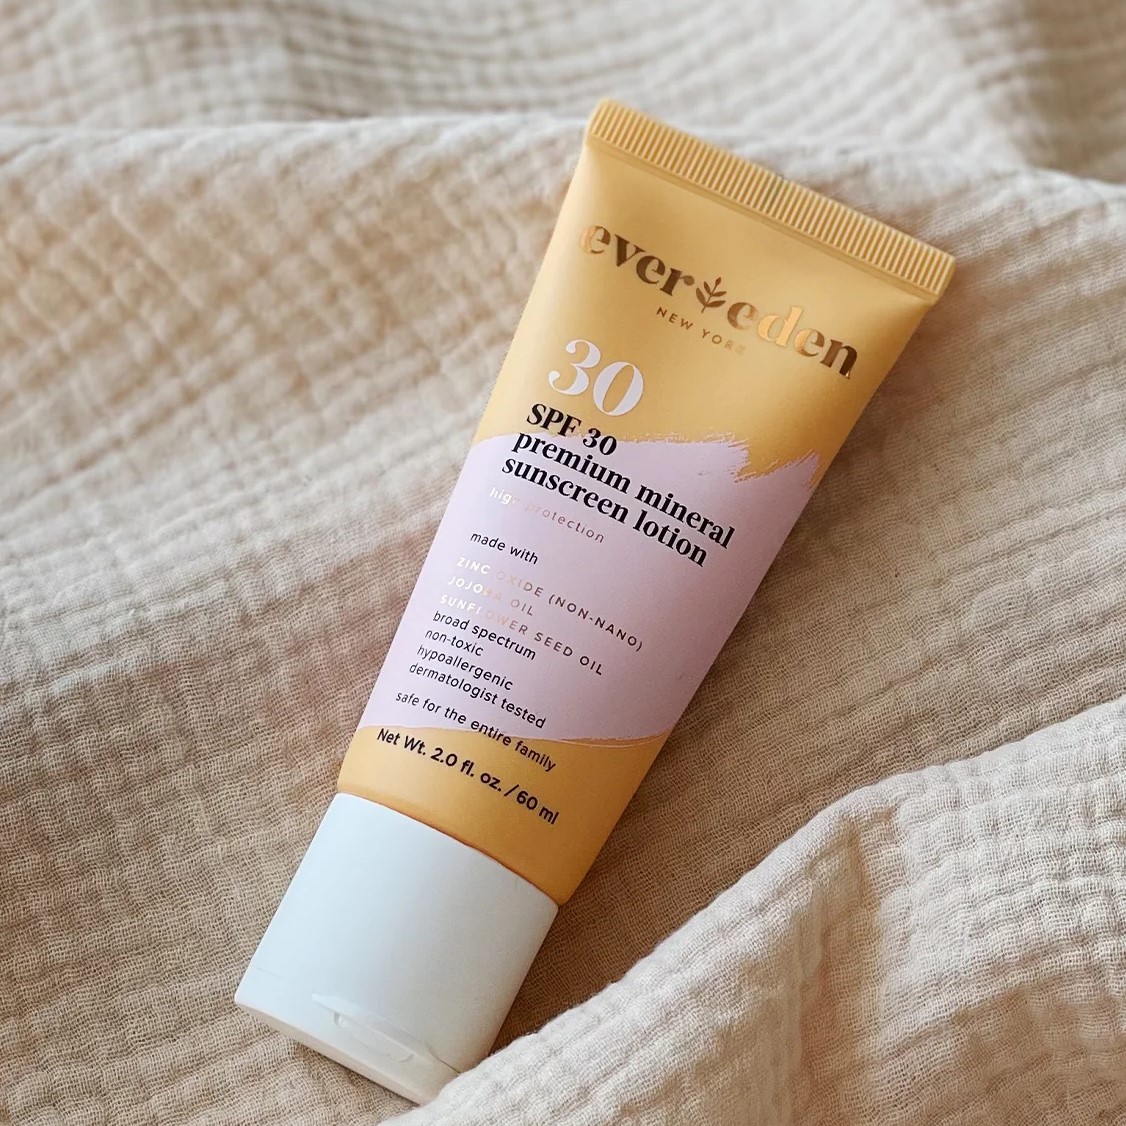 ever eden
NEW YORK
30
SPF 30
premium mineral
sunscreen lotion
high protection
made with
ZINC OXIDE (NON-NANO)
JOJOBA OIL
SUNFLOWER SEED OIL
broad spectrum
non-toxic
hypoallergenic
dermatologist tested
safe for the entire family
Net Wt. 2.0 fl. oz. / 60 ml